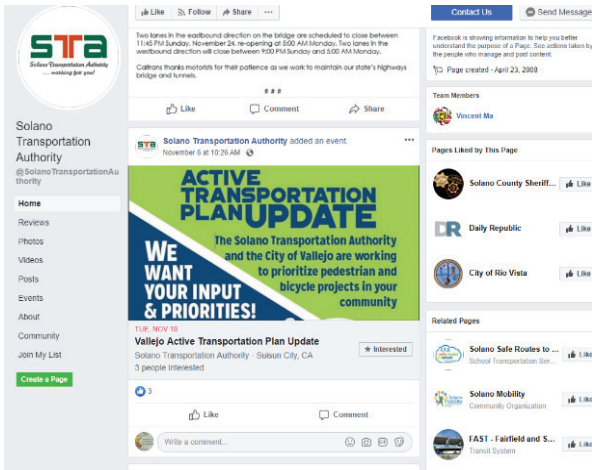 STA
Solano Transportation Authority
.... working for you!
Solano
Transportation
Authority
@SolanoTransportationAu
thority
Home
Reviews
Photos
Videos
Posts
Events
About
Community
Join My List
Create a Page
Like Follow Share ...
Two lanes in the eastbound direction on the bridge are scheduled to close between
11:45 PM Sunday, November 24, re-opening at 5:00 AM Monday. Two lanes in the
westbound direction will close between 9:00 PM Sunday and 5:00 AM Monday.
Caltrans thanks motorists for their patience as we work to maintain our state's highways
bridge and tunnels.
# # #
Like Comment Share
Solano Transportation Authority added an event.
November 6 at 10:26 AM
ACTIVE
TRANSPORTATION
PLAN UPDATE
WE
WANT
YOUR INPUT
& PRIORITIES!
The Solano Transportation Authority
and the City of Vallejo are working
to prioritize pedestrian and
bicycle projects in your
community
TUE, NOV 19
Vallejo Active Transportation Plan Update
Solano Transportation Authority · Suisun City, CA
3 people interested
Interested
3
Like Comment
Write a comment...
Contact Us
Send Message
Facebook is showing information to help you better
understand the purpose of a Page. See actions taken by
the people who manage and post content.
Page created - April 23, 2009
Team Members
Vincent Ma
Pages Liked by This Page
Solano County Sheriff... Like
Daily Republic Like
City of Rio Vista Like
Related Pages
Solano Safe Routes to ... Like
School Transportation Ser...
Solano Mobility Like
Community Organization
FAST - Fairfield and S... Like
Transit System